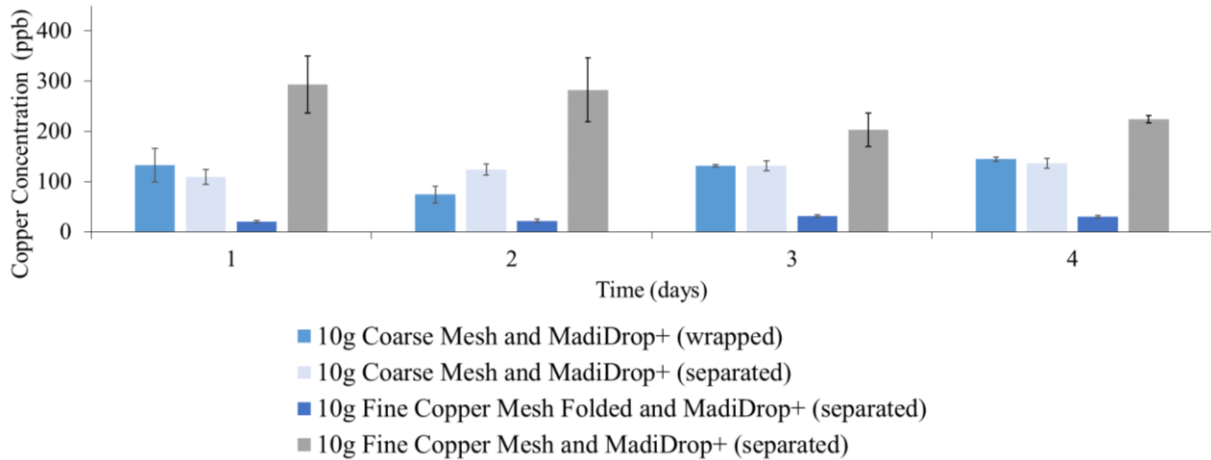 Copper Concentration (ppb)
400
300
200
100
0
1 2 3 4
Time (days)
10g Coarse Mesh and MadiDrop+ (wrapped)
10g Coarse Mesh and MadiDrop+ (separated)
10g Fine Copper Mesh Folded and MadiDrop+ (separated)
10g Fine Copper Mesh and MadiDrop+ (separated)